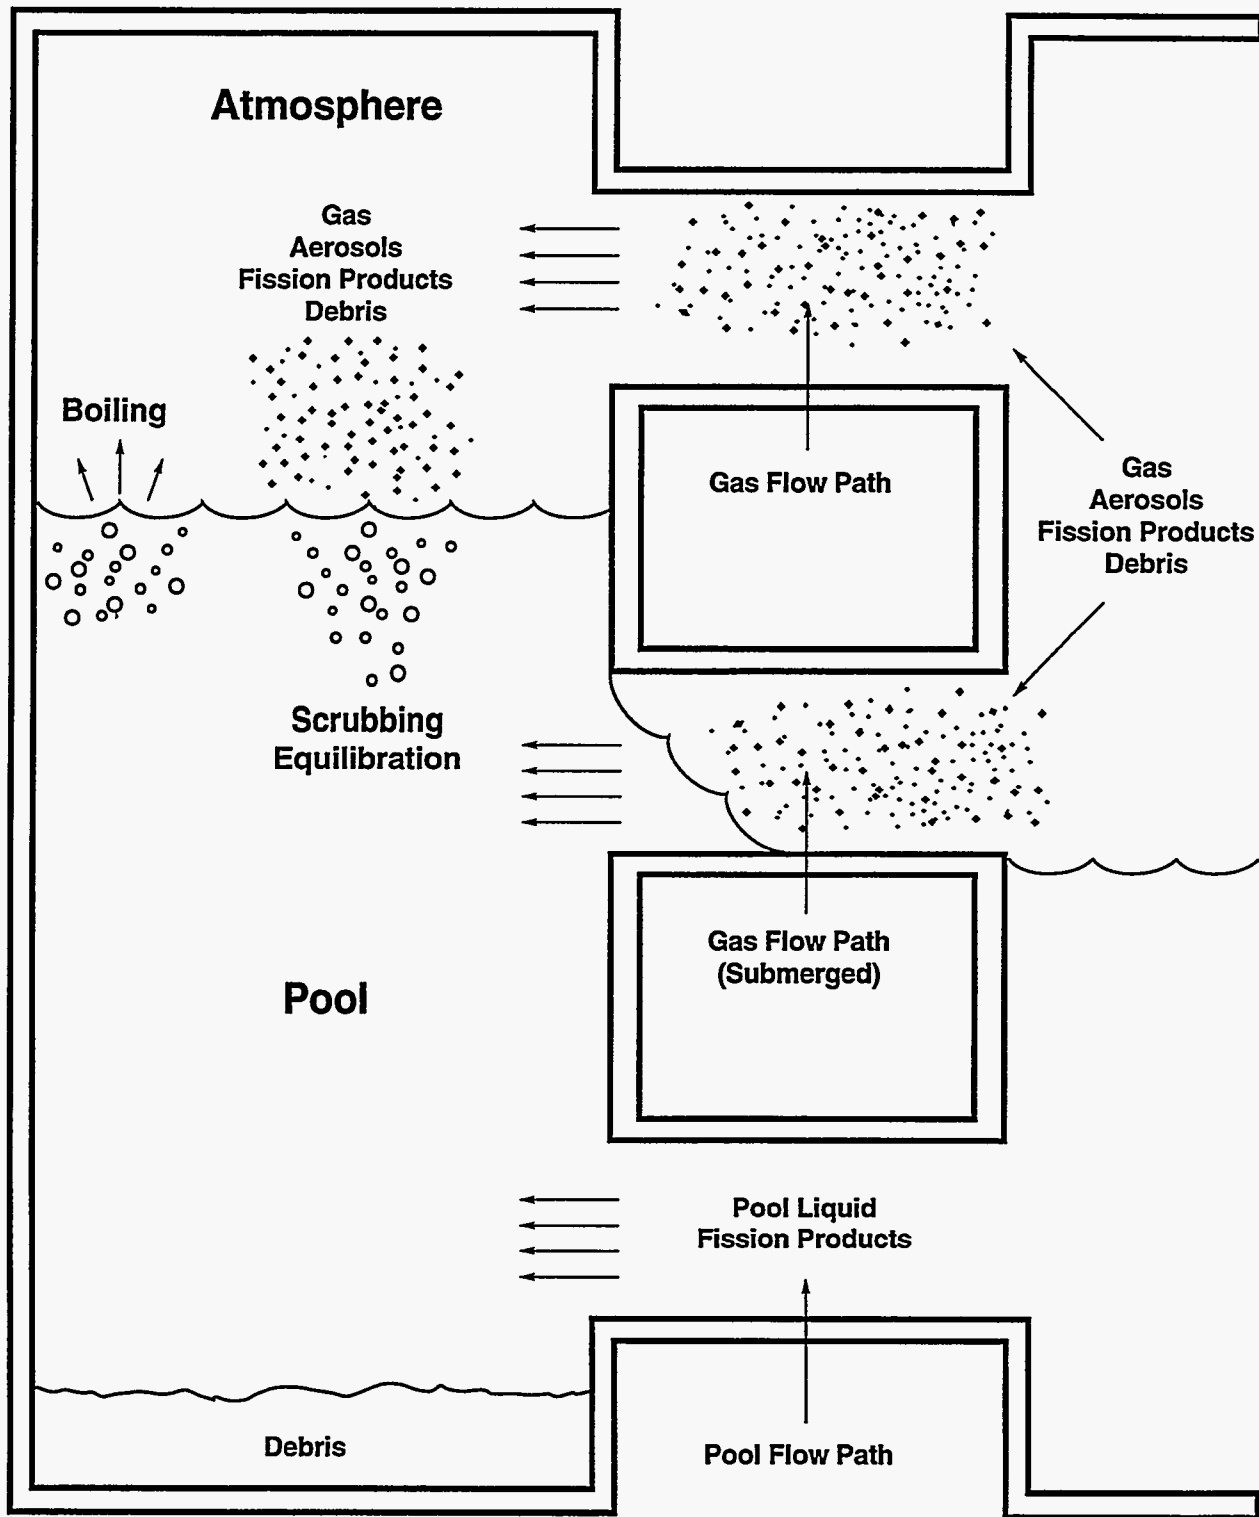 Atmosphere
Gas
Aerosols
Fission Products
Debris
Boiling
Gas Flow Path
Gas
Aerosols
Fission Products
Debris
Scrubbing
Equilibration
Gas Flow Path
(Submerged)
Pool
Pool Liquid
Fission Products
Debris
Pool Flow Path